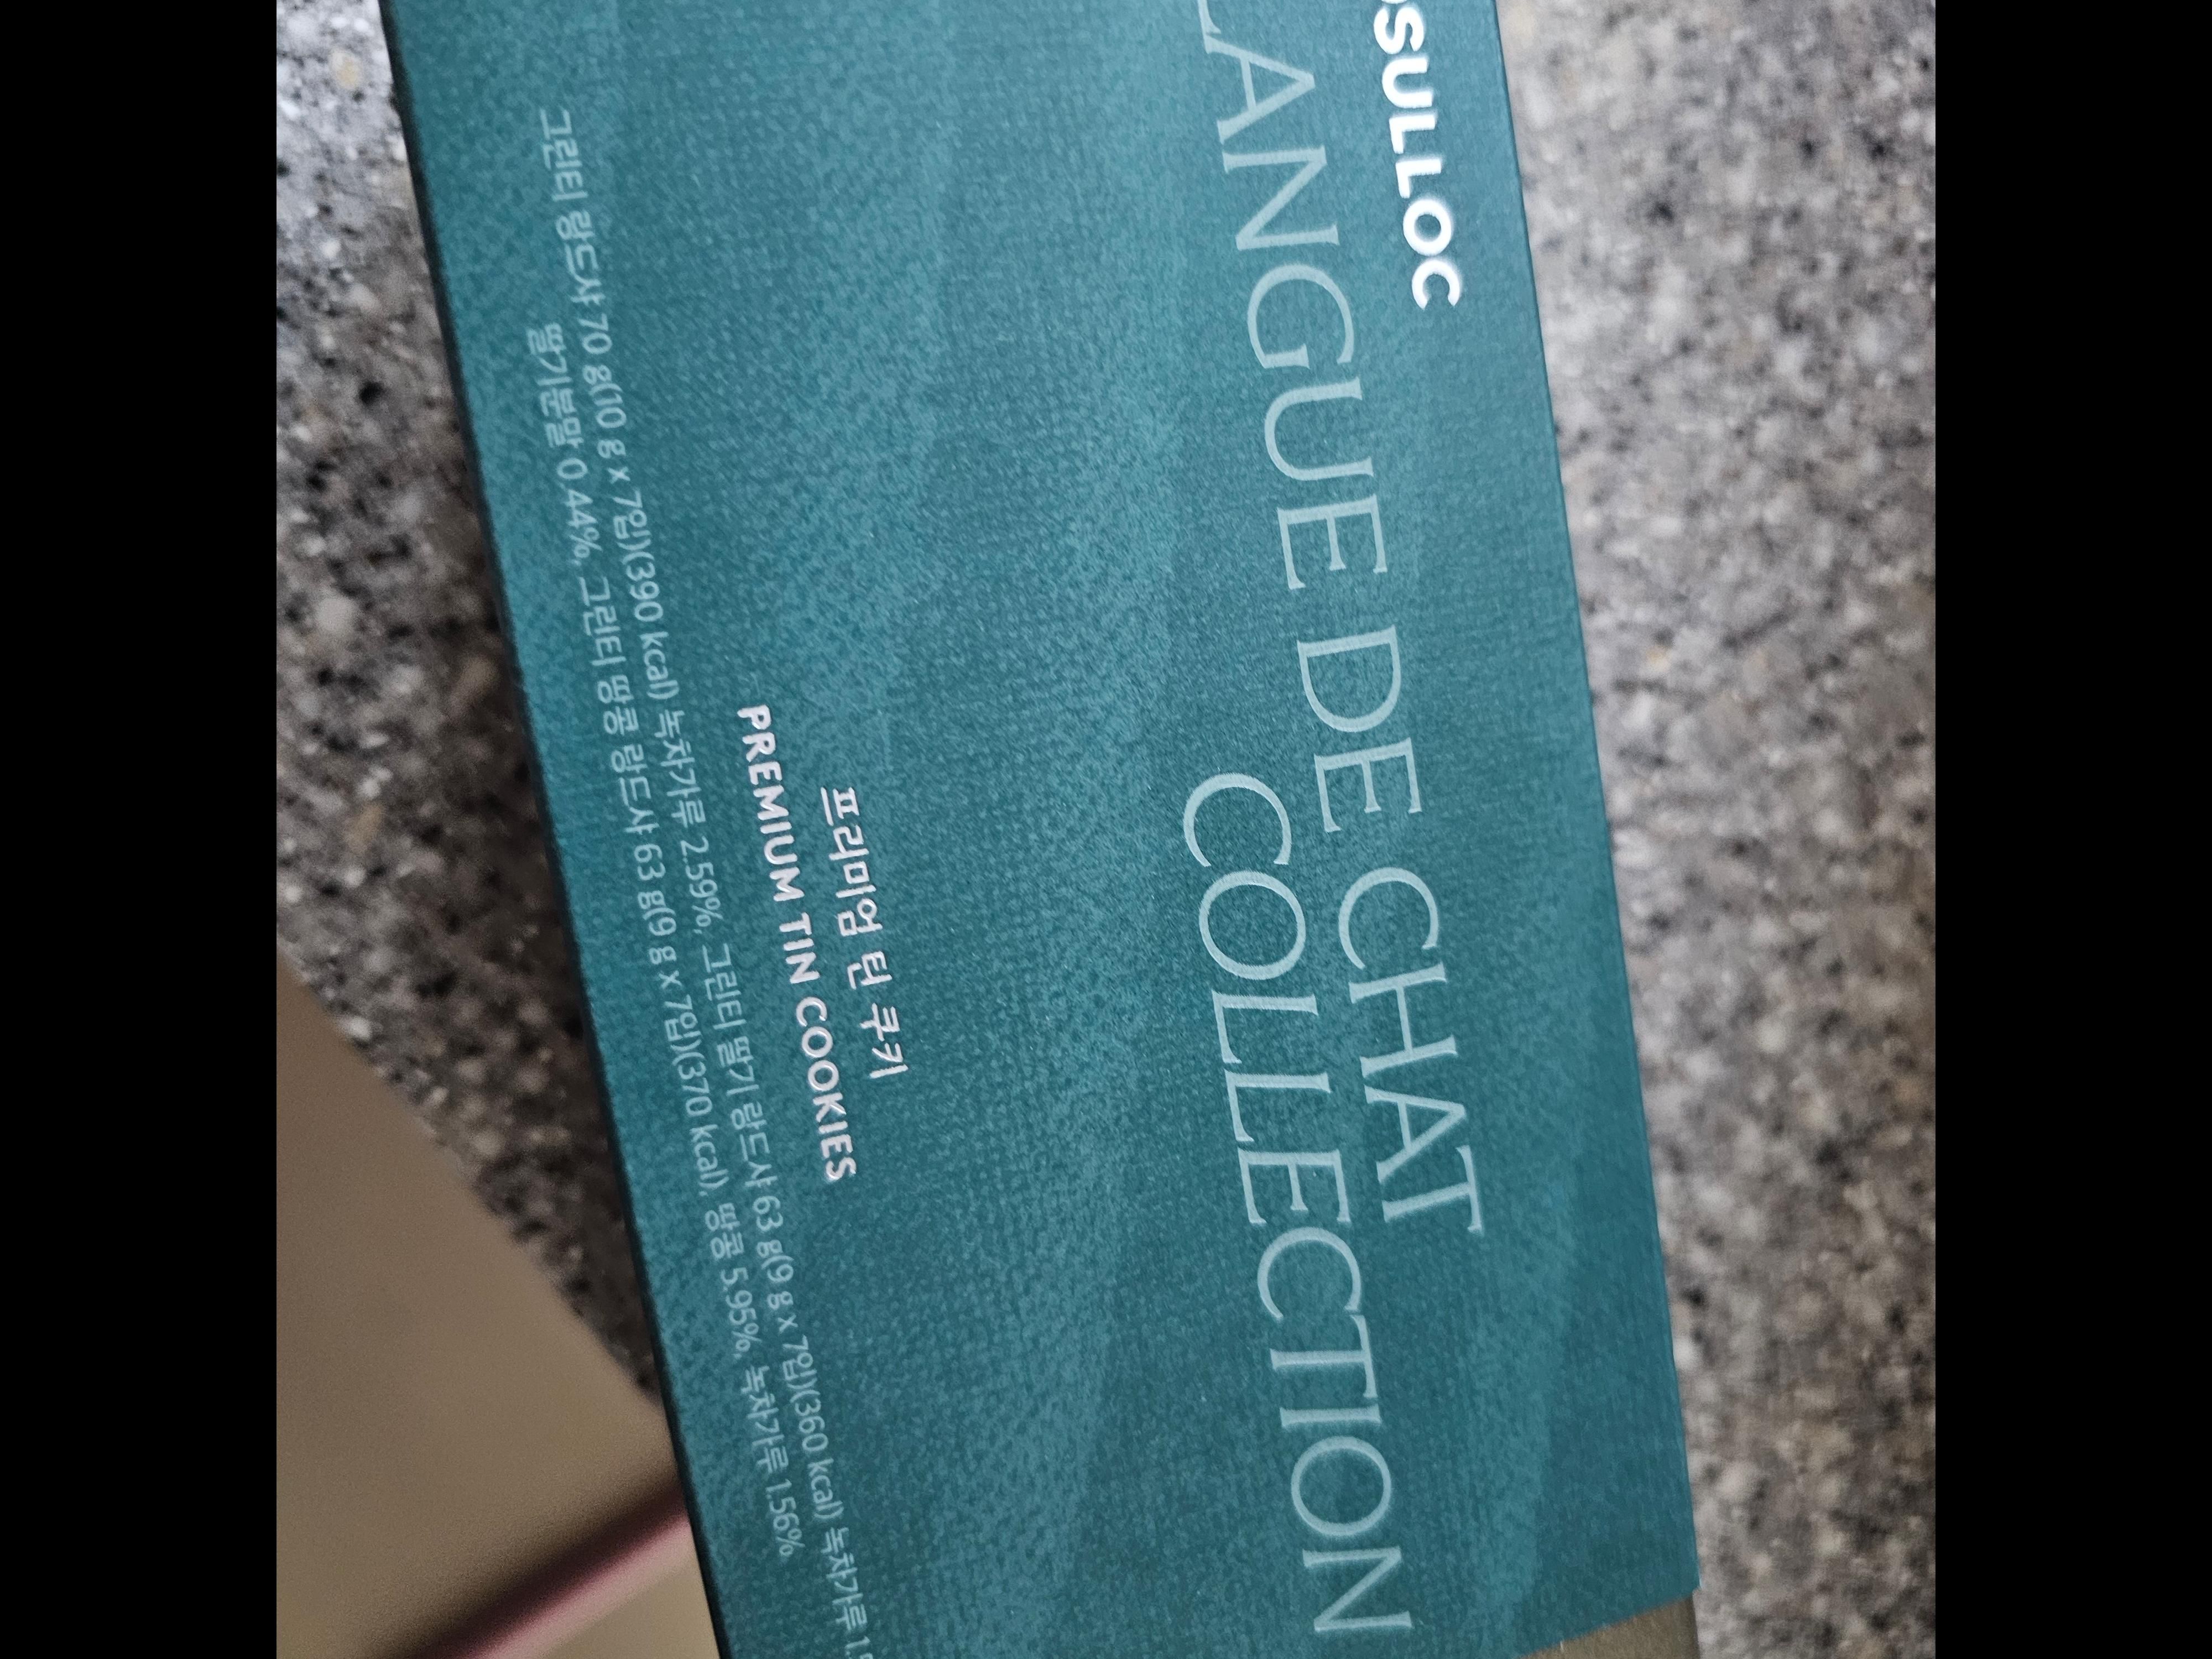 OSULLOC
LANGUE DE CHAT
COLLECTION
프리미엄 틴 쿠키
PREMIUM TIN COOKIES
그린티 랑드샤 70 g(10 g x 7입)(390 kcal) 녹차가루 2.59%, 그린티 딸기 랑드샤 63 g(9 g x 7입)(360 kcal) 녹차가루
딸기분말 0.44%, 그린티 땅콩 랑드샤 63 g(9 g x 7입)(370 kcal), 땅콩 5.95%, 녹차가루 1.56%